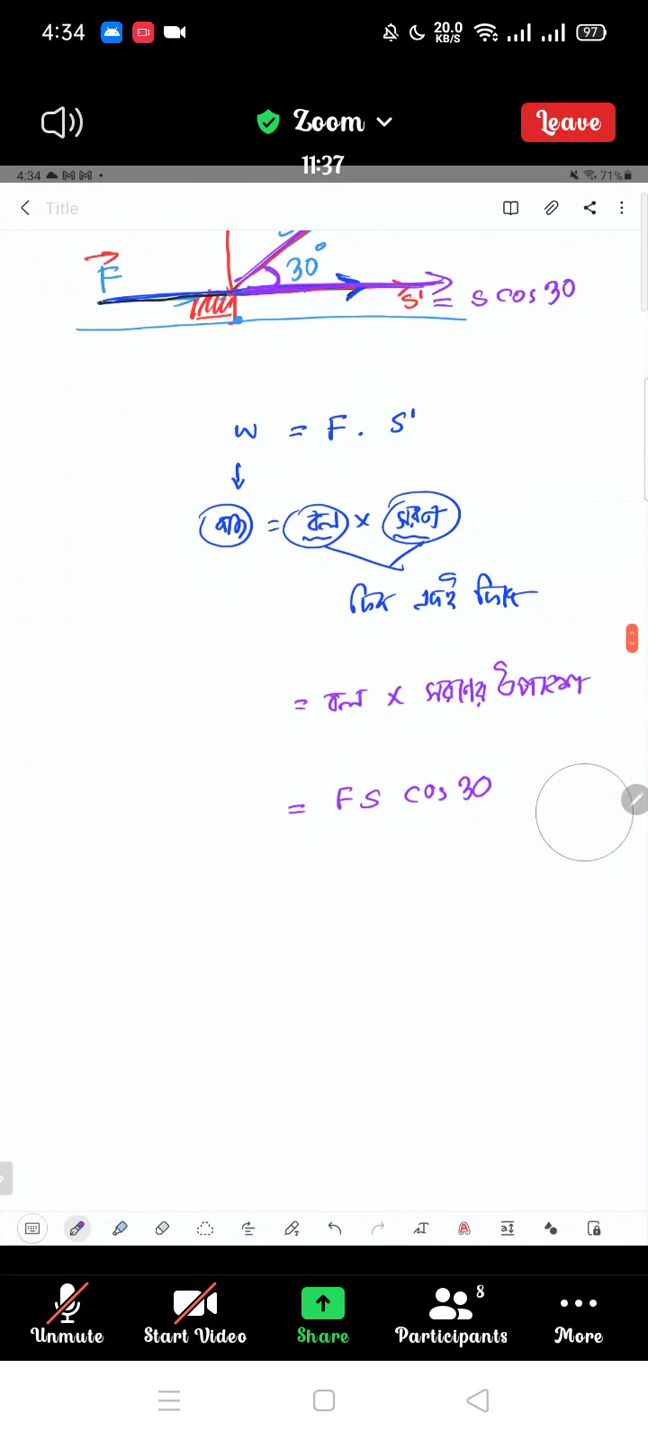 4:34 20.0 KB/S 97
Zoom Leave
11:37
4:34 71%
Title
F 30° S' = S cos 30
W = F . S'
কাজ = বল × সরণ
দিক একই দিকে
= বল × সরণের উপাংশ
= FS cos 30
Unmute Start Video Share Participants 8 More